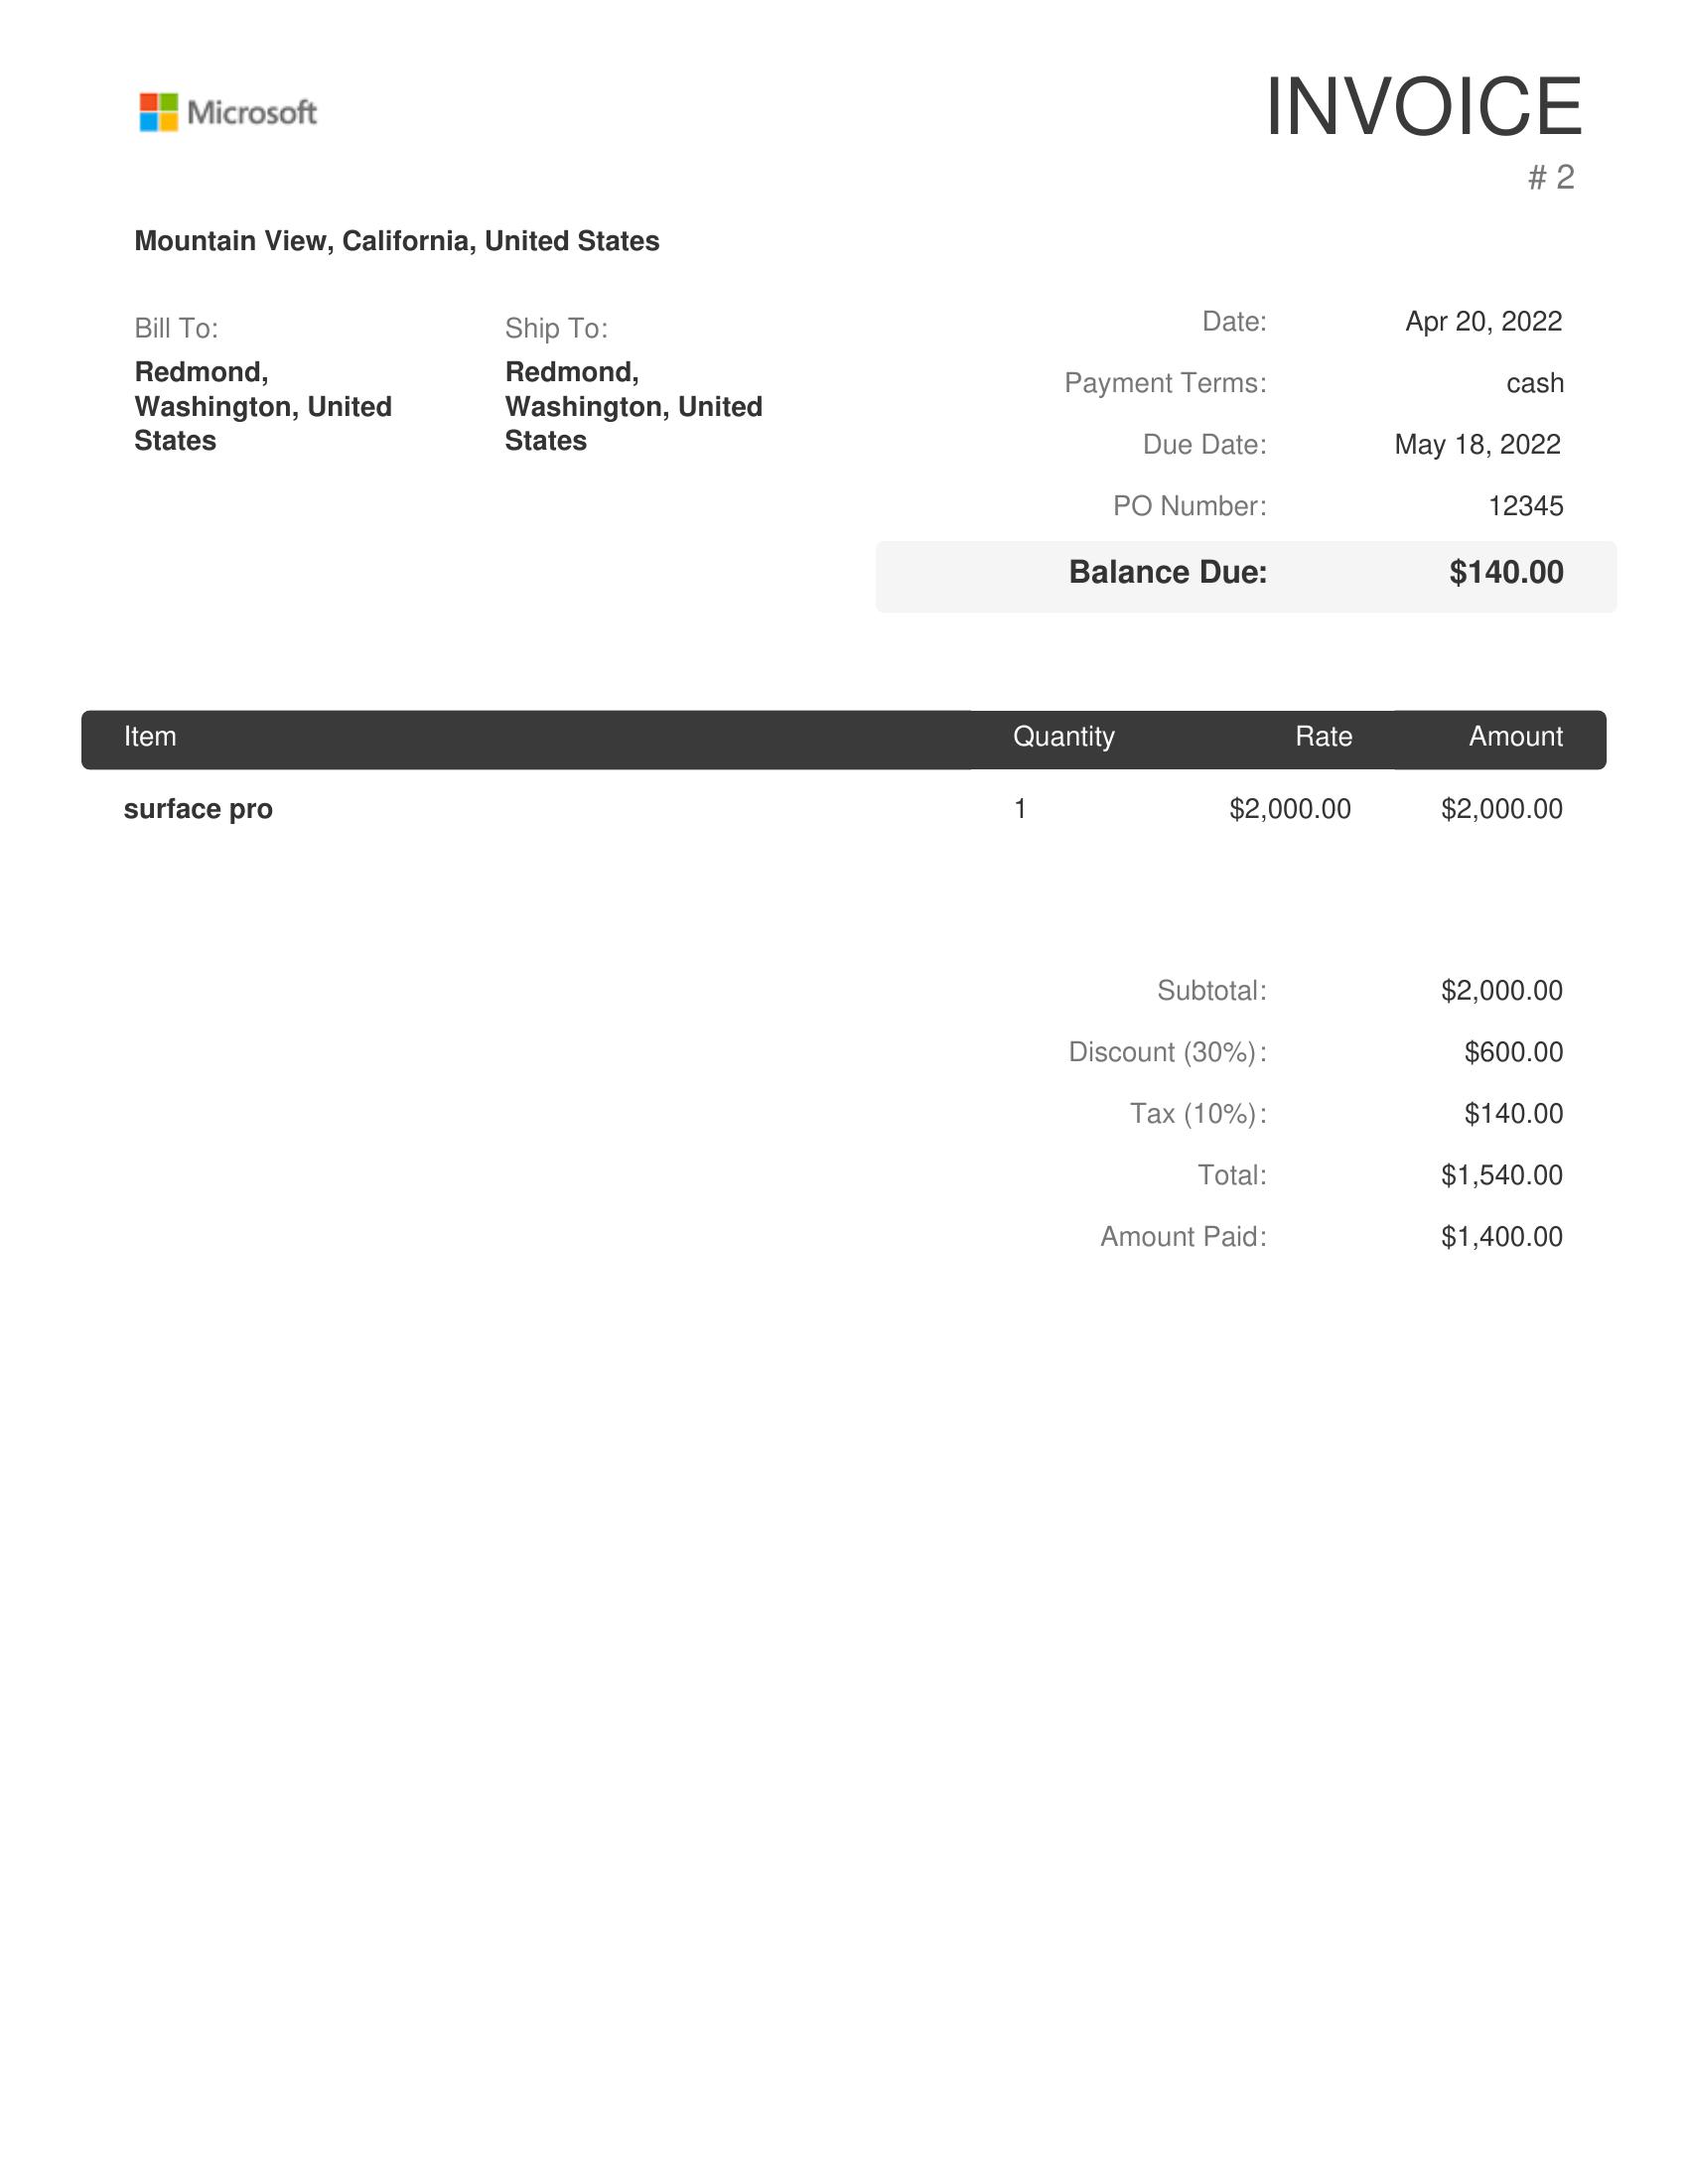 Microsoft
INVOICE
# 2
Mountain View, California, United States
Bill To:
Redmond,
Washington, United
States
Ship To:
Redmond,
Washington, United
States
Date: Apr 20, 2022
Payment Terms: cash
Due Date: May 18, 2022
PO Number: 12345
Balance Due: $140.00
Item Quantity Rate Amount
surface pro 1 $2,000.00 $2,000.00
Subtotal: $2,000.00
Discount (30%): $600.00
Tax (10%): $140.00
Total: $1,540.00
Amount Paid: $1,400.00